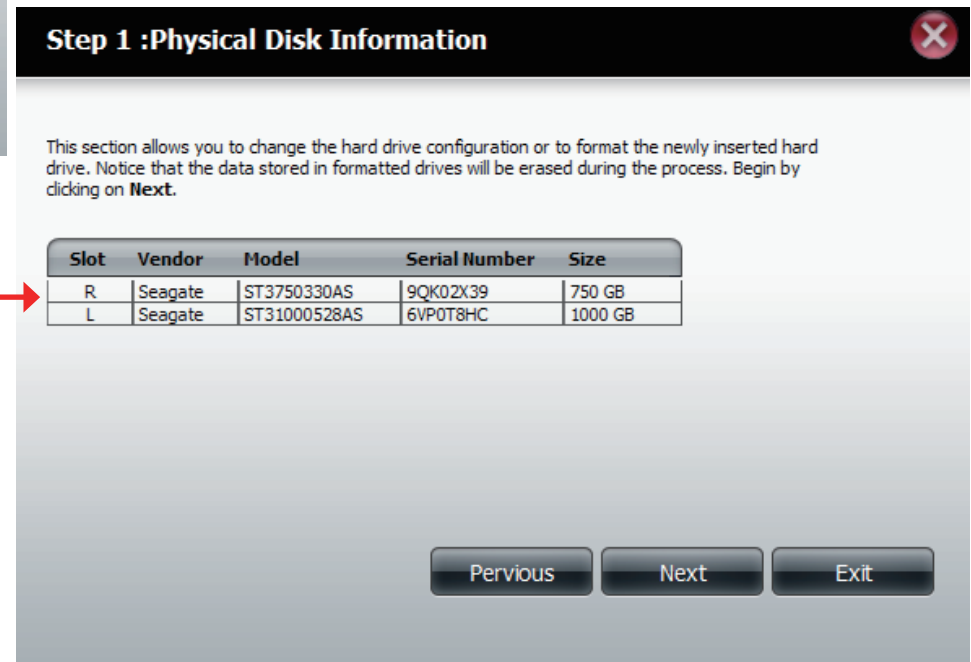 Step 1 :Physical Disk Information
This section allows you to change the hard drive configuration or to format the newly inserted hard
drive. Notice that the data stored in formatted drives will be erased during the process. Begin by
clicking on Next.
Slot Vendor Model Serial Number Size
R Seagate ST3750330AS 9QK02X39 750 GB
L Seagate ST31000528AS 6VP0T8HC 1000 GB
Pervious Next Exit